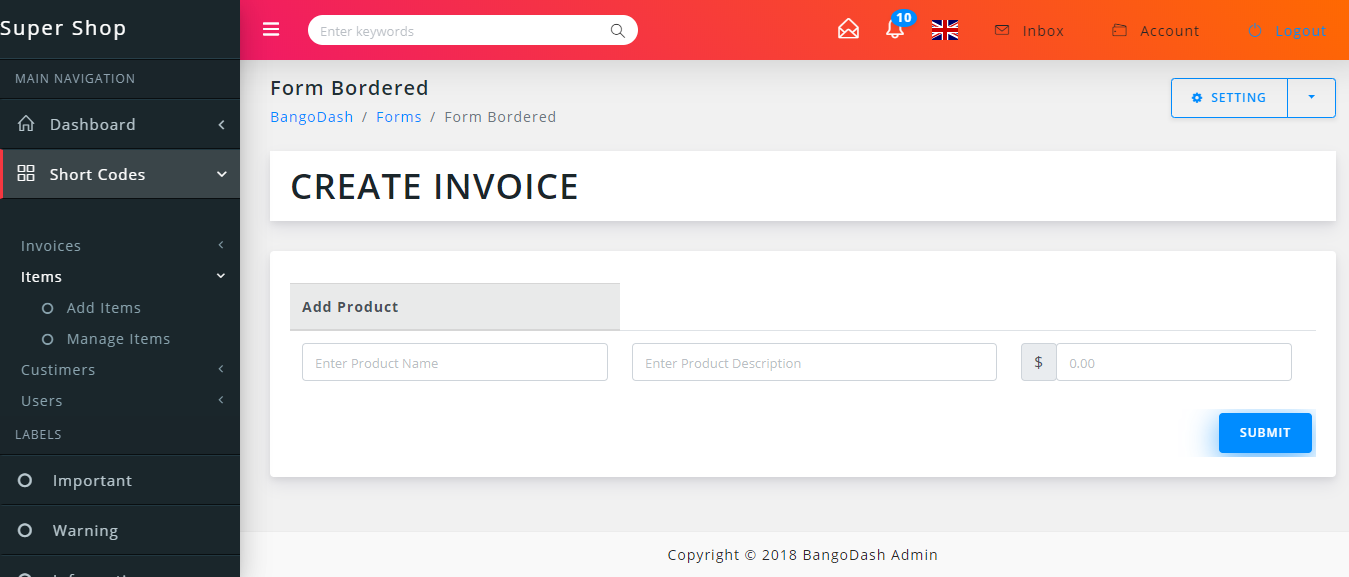 Super Shop
Enter keywords
10
Inbox
Account
Logout
MAIN NAVIGATION
Dashboard
Short Codes
Invoices
Items
Add Items
Manage Items
Custimers
Users
LABELS
Important
Warning
Form Bordered
BangoDash / Forms / Form Bordered
SETTING
CREATE INVOICE
Add Product
Enter Product Name
Enter Product Description
$
0.00
SUBMIT
Copyright © 2018 BangoDash Admin